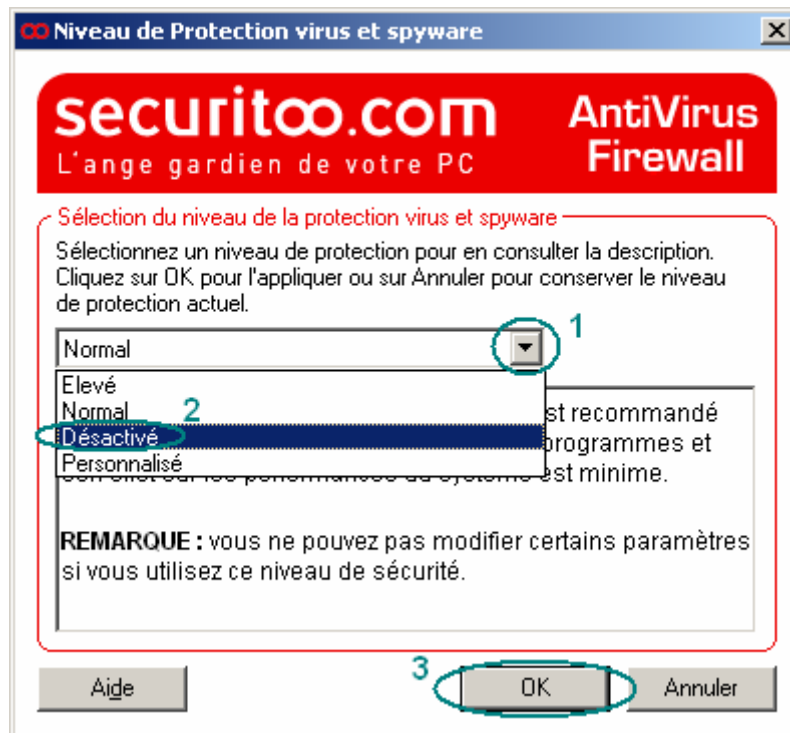 Niveau de Protection virus et spyware
securitoo.com
AntiVirus
L'ange gardien de votre PC
Firewall
Sélection du niveau de la protection virus et spyware
Sélectionnez un niveau de protection pour en consulter la description.
Cliquez sur OK pour l'appliquer ou sur Annuler pour conserver le niveau
de protection actuel.
1
Normal
Elevé
Normal
2
st recommandé
Désactivé
programmes et
Personnalisé
est minime.
REMARQUE : vous ne pouvez pas modifier certains paramètres
si vous utilisez ce niveau de sécurité.
3
Aide
OK
Annuler